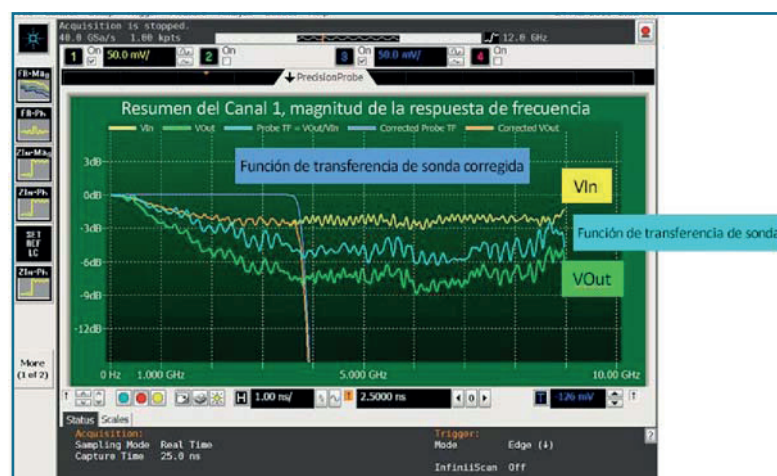 Acquisition is stopped.
40.0 GSa/s 1.00 kpts
12.0 GHz
1 On 50.0 mV/ 2 On 3 On 50.0 mV/ 4 On
PrecisionProbe
FR-Mag
FR-Ph
ZIn-Mag
ZIn-Ph
SET REF LC
ZIn-Ph
More
(1 of 2)
Resumen del Canal 1, magnitud de la respuesta de frecuencia
VIn VOut Probe TF = VOut/VIn Corrected Probe TF Corrected VOut
Función de transferencia de sonda corregida
VIn
Función de transferencia de sonda
VOut
3dB
0dB
-3dB
-6dB
-9dB
-12dB
0 Hz 1.000 GHz 5.000 GHz 10.00 GHz
H 1.00 ns/ 2.5000 ns 0 T -126 mV
Status Scales
Acquisition:
Sampling Mode Real Time
Capture Time 25.0 ns
Trigger:
Mode Edge (↓)
InfiniiScan Off
?